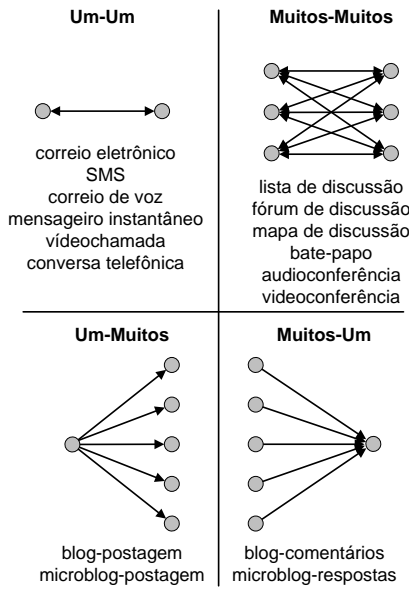 Um-Um
correio eletrônico
SMS
correio de voz
mensageiro instantâneo
vídeochamada
conversa telefônica
Muitos-Muitos
lista de discussão
fórum de discussão
mapa de discussão
bate-papo
audioconferência
videoconferência
Um-Muitos
blog-postagem
microblog-postagem
Muitos-Um
blog-comentários
microblog-respostas